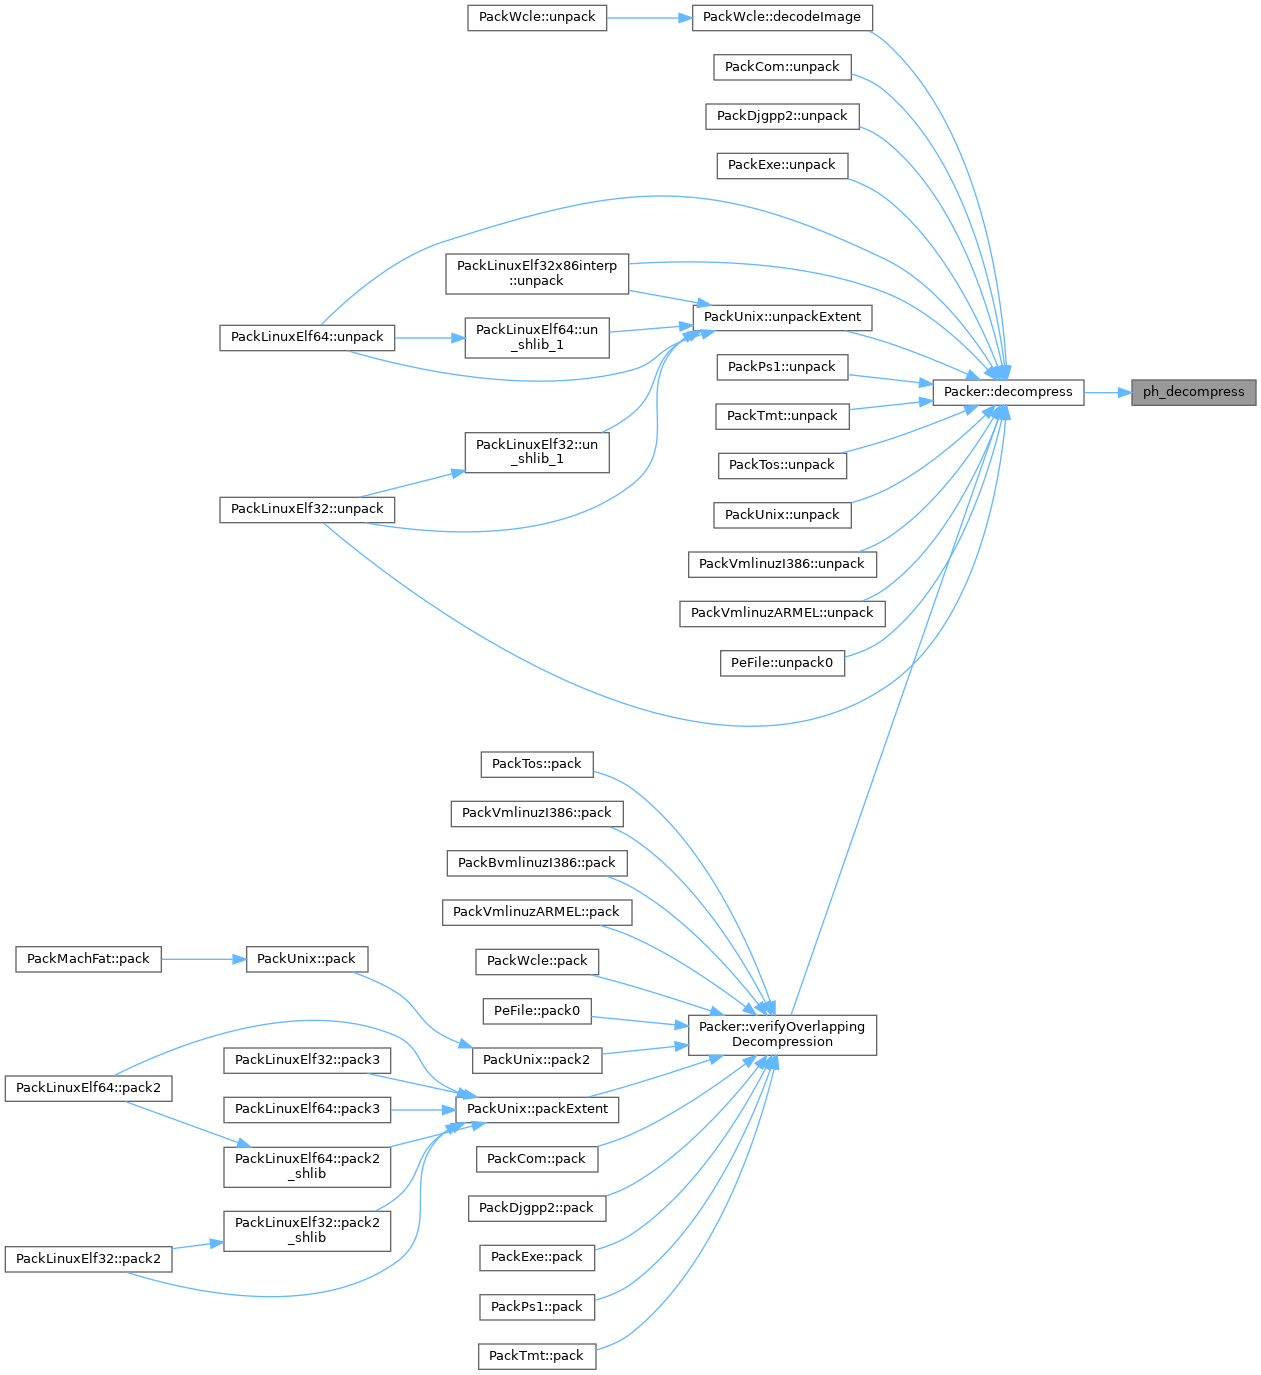 PackWcle::unpack
PackWcle::decodeImage
PackCom::unpack
PackDjgpp2::unpack
PackExe::unpack
PackLinuxElf32x86interp
::unpack
PackUnix::unpackExtent
PackLinuxElf64::unpack
PackLinuxElf64::un
_shlib_1
PackPs1::unpack
Packer::decompress
ph_decompress
PackTmt::unpack
PackLinuxElf32::un
_shlib_1
PackTos::unpack
PackLinuxElf32::unpack
PackUnix::unpack
PackVmlinuzI386::unpack
PackVmlinuzARMEL::unpack
PeFile::unpack0
PackTos::pack
PackVmlinuzI386::pack
PackBvmlinuzI386::pack
PackVmlinuzARMEL::pack
PackMachFat::pack
PackUnix::pack
PackWcle::pack
PeFile::pack0
Packer::verifyOverlapping
Decompression
PackLinuxElf32::pack3
PackUnix::pack2
PackLinuxElf64::pack2
PackLinuxElf64::pack3
PackUnix::packExtent
PackLinuxElf64::pack2
_shlib
PackCom::pack
PackDjgpp2::pack
PackLinuxElf32::pack2
_shlib
PackLinuxElf32::pack2
PackExe::pack
PackPs1::pack
PackTmt::pack